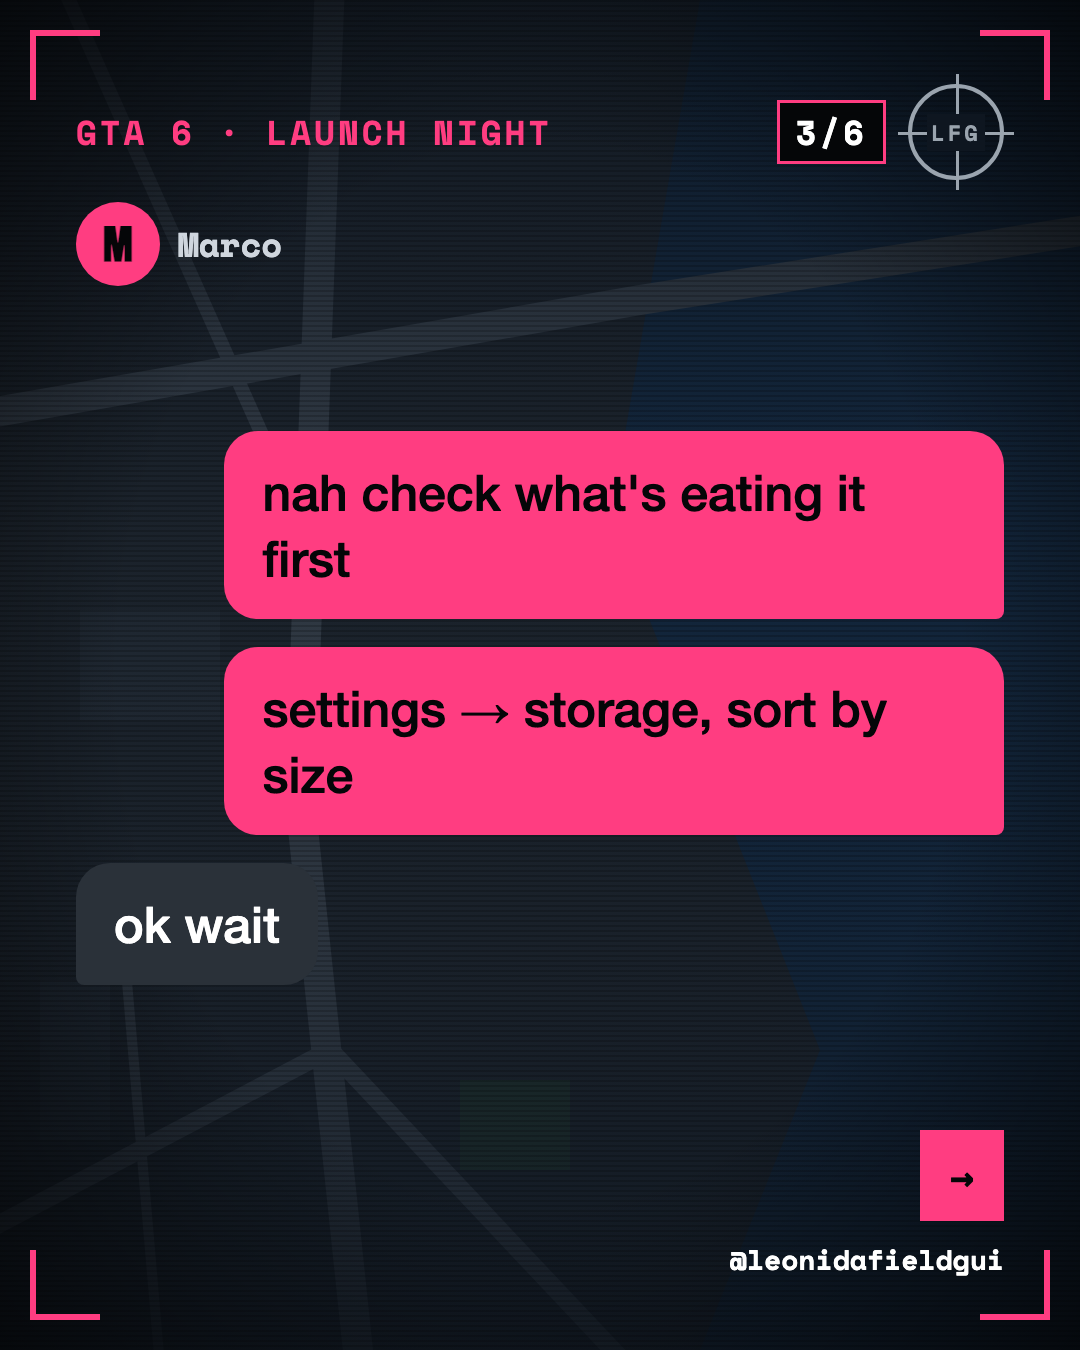 GTA 6 · LAUNCH NIGHT
3/6
LFG
M
Marco
nah check what's eating it
first
settings → storage, sort by
size
ok wait
→
@leonidafieldgui